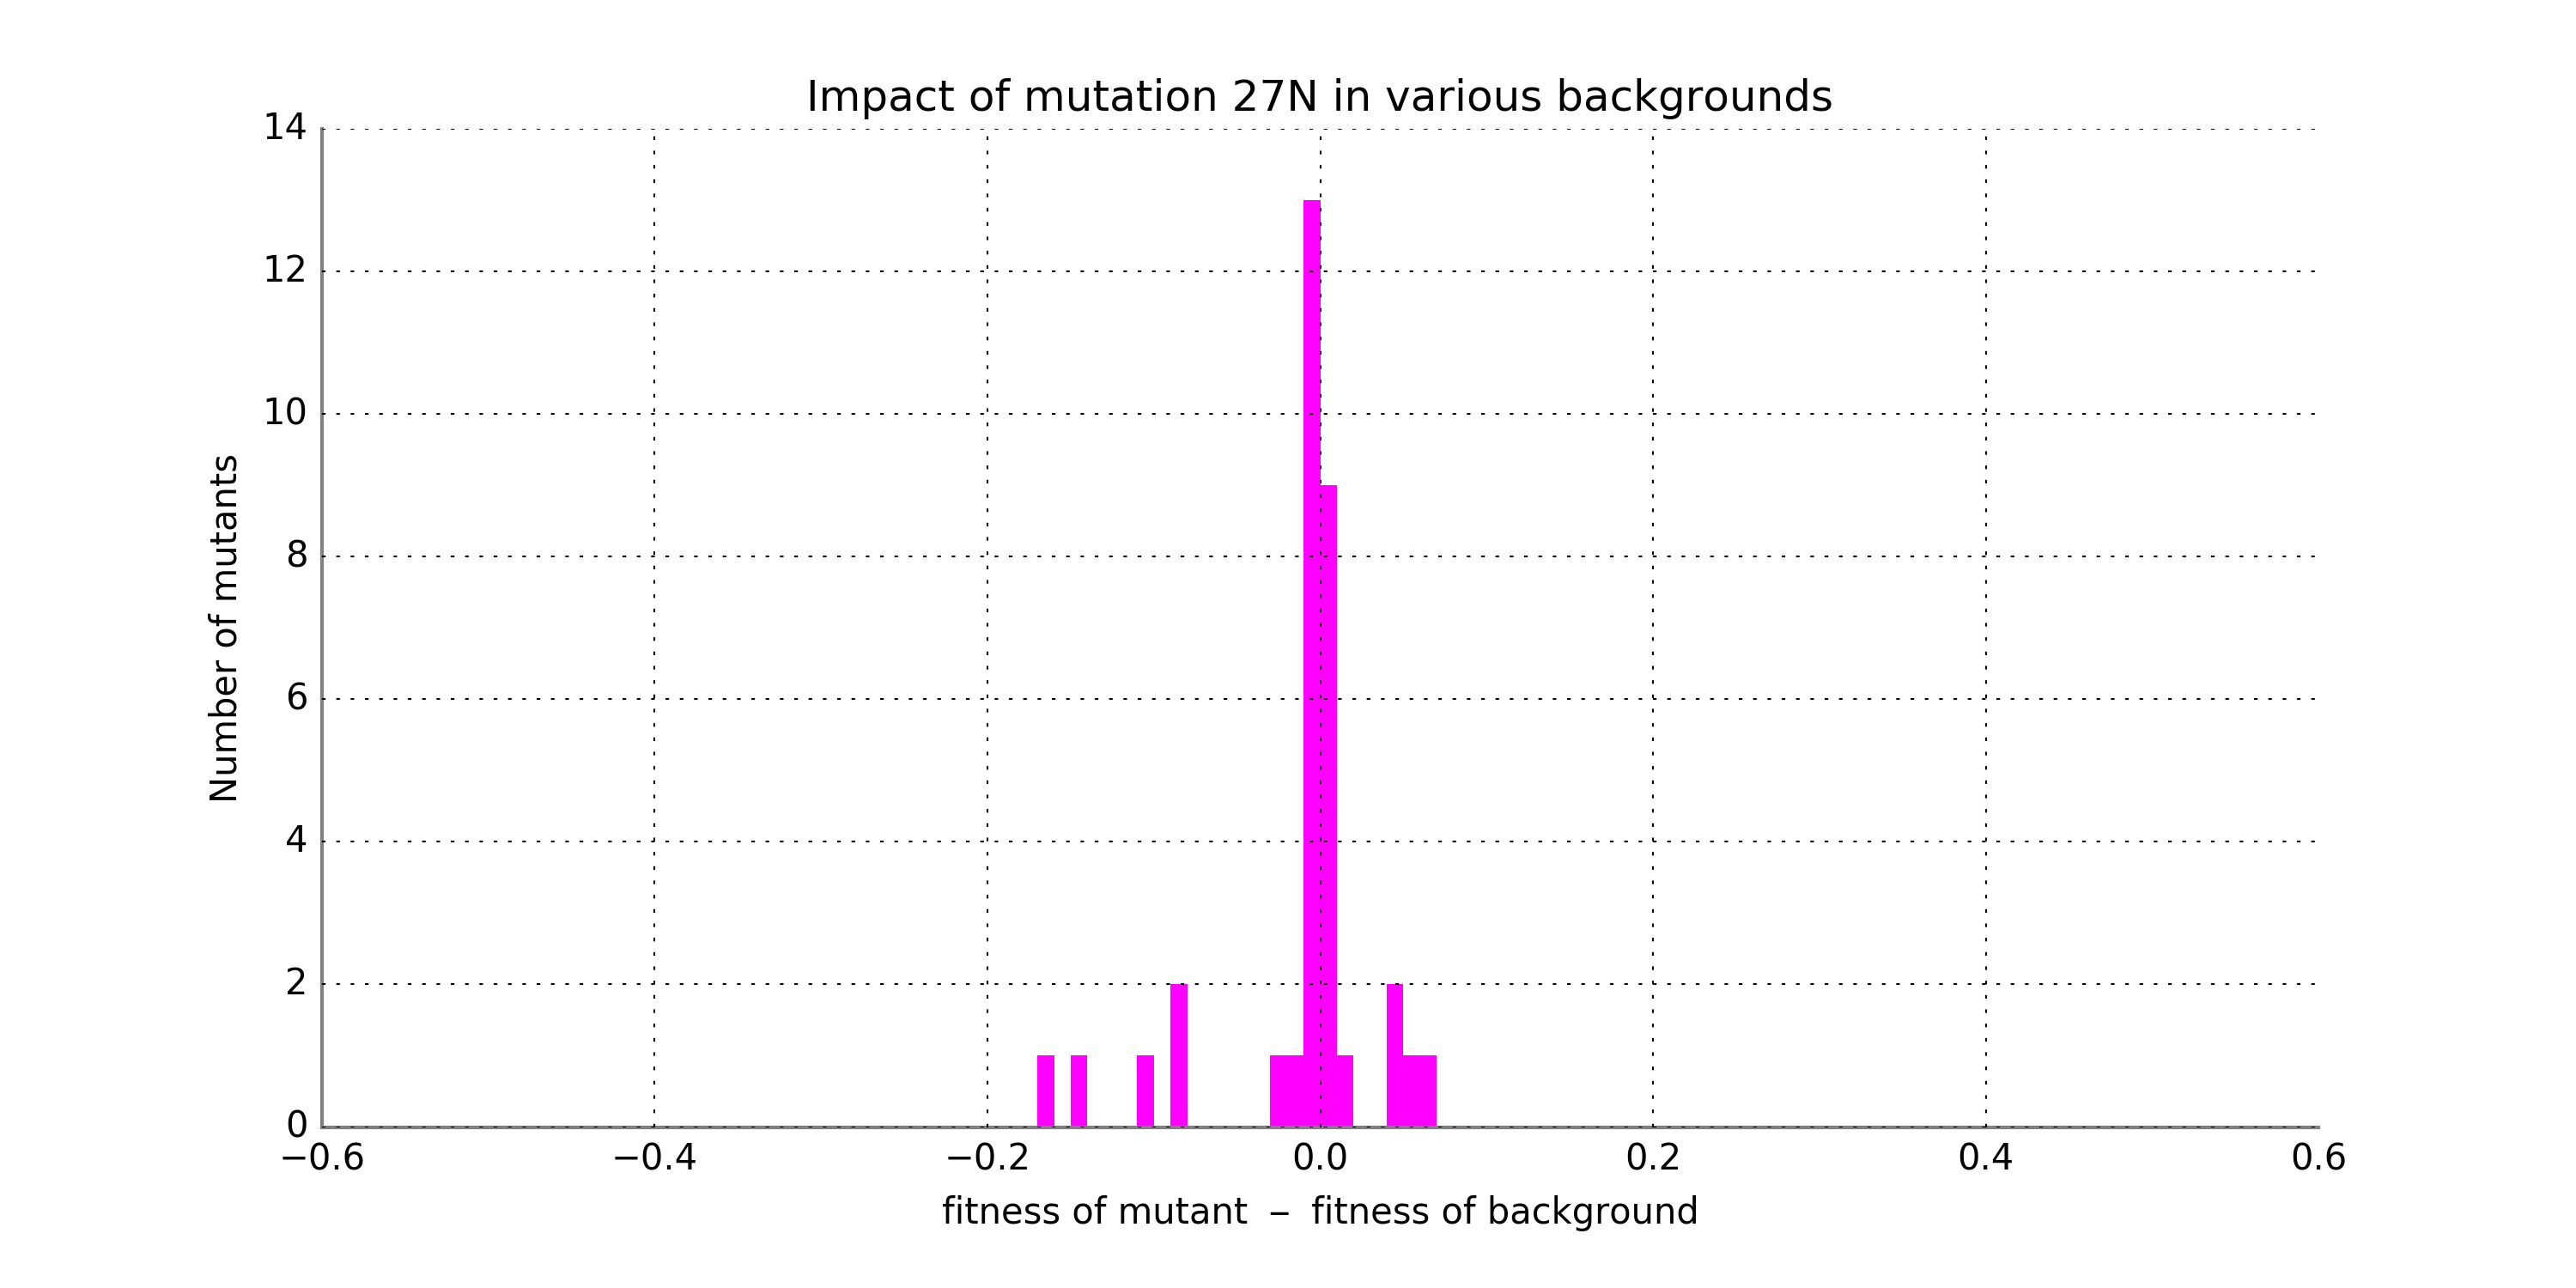 Impact of mutation 27N in various backgrounds
14
12
10
8
6
4
2
0
Number of mutants
−0.6 −0.4 −0.2 0.0 0.2 0.4 0.6
fitness of mutant − fitness of background